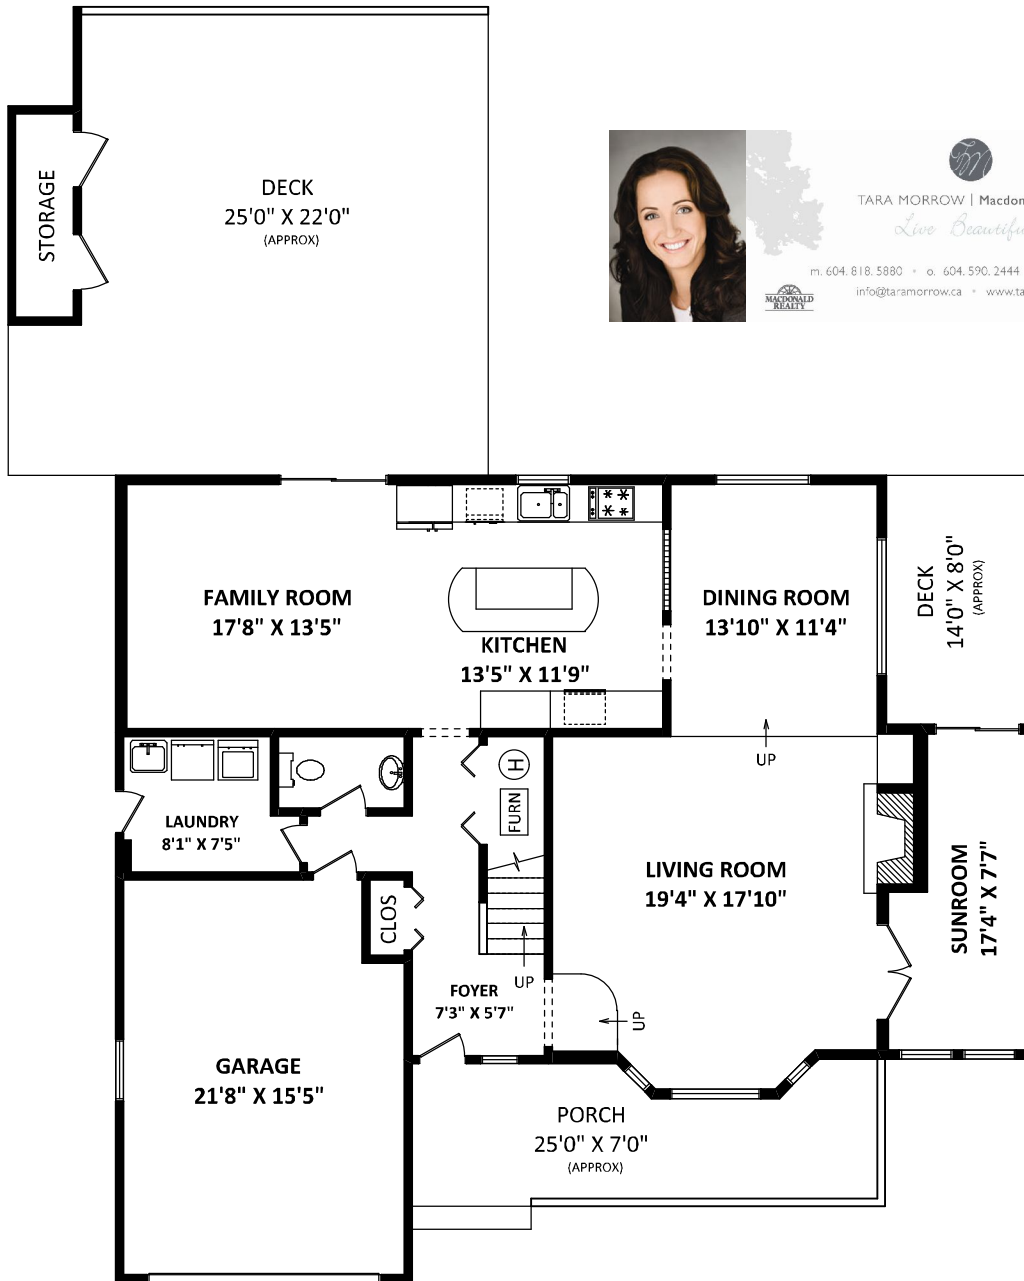 DECK
25'0" X 22'0"
(APPROX)
STORAGE
TM
TARA MORROW | Macdon
Live Beautifu
m. 604. 818. 5880 • o. 604. 590. 2444
info@taramorrow.ca • www.ta
MACDONALD
REALTY
FAMILY ROOM
17'8" X 13'5"
KITCHEN
13'5" X 11'9"
DINING ROOM
13'10" X 11'4"
DECK
14'0" X 8'0"
(APPROX)
UP
LAUNDRY
8'1" X 7'5"
H
FURN
CLOS
LIVING ROOM
19'4" X 17'10"
SUNROOM
17'4" X 7'7"
UP
FOYER
7'3" X 5'7"
UP
GARAGE
21'8" X 15'5"
PORCH
25'0" X 7'0"
(APPROX)